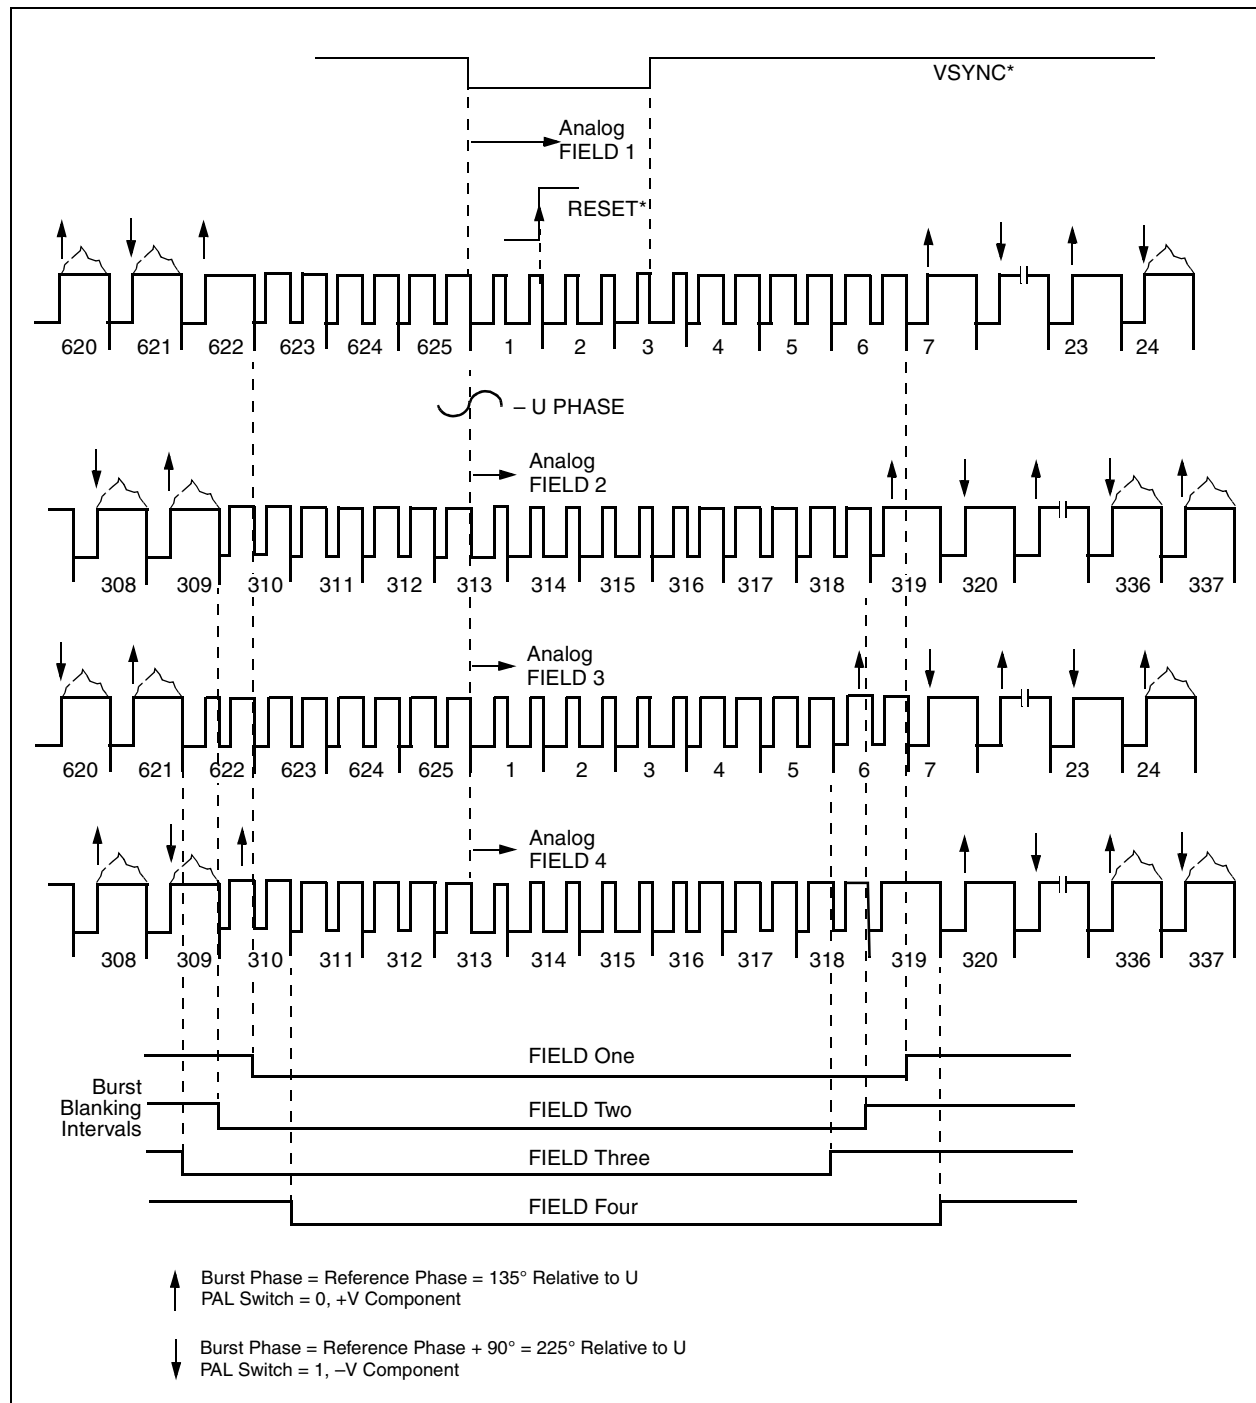 VSYNC*
Analog
FIELD 1
RESET*
620 621 622 623 624 625 1 2 3 4 5 6 7 23 24
– U PHASE
Analog
FIELD 2
308 309 310 311 312 313 314 315 316 317 318 319 320 336 337
Analog
FIELD 3
620 621 622 623 624 625 1 2 3 4 5 6 7 23 24
Analog
FIELD 4
308 309 310 311 312 313 314 315 316 317 318 319 320 336 337
FIELD One
Burst
Blanking
Intervals
FIELD Two
FIELD Three
FIELD Four
Burst Phase = Reference Phase = 135° Relative to U
PAL Switch = 0, +V Component
Burst Phase = Reference Phase + 90° = 225° Relative to U
PAL Switch = 1, –V Component